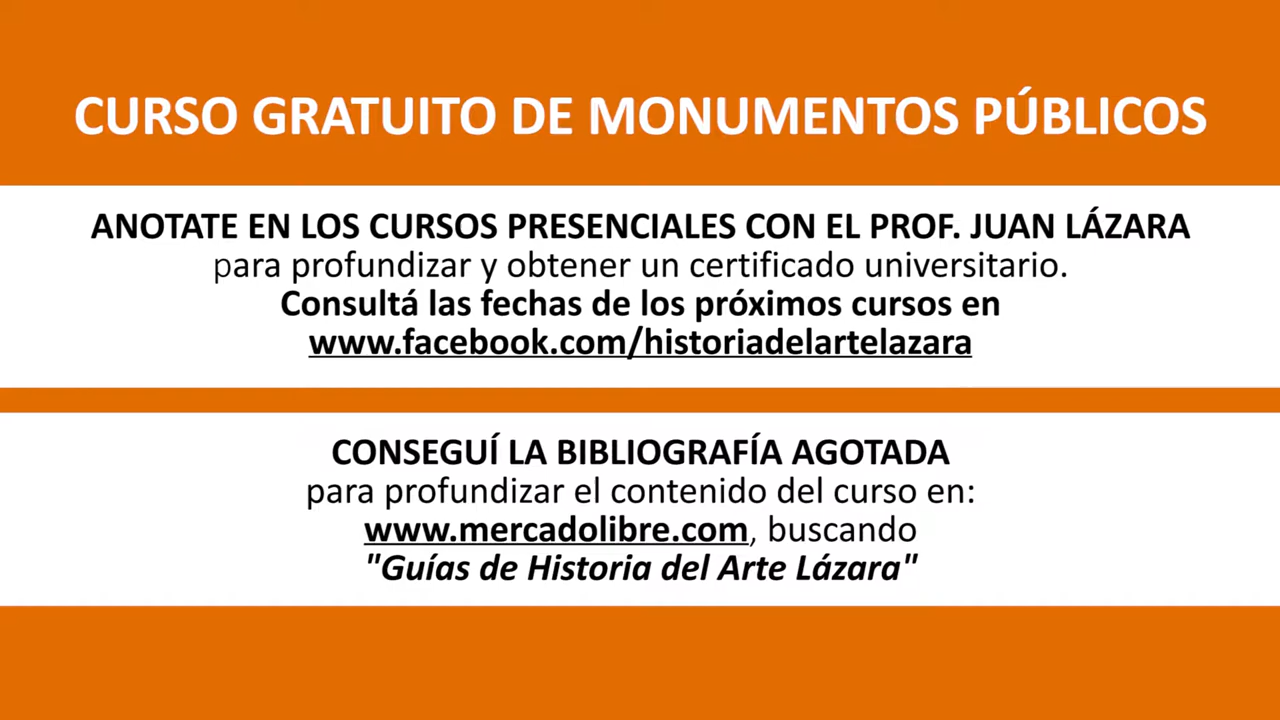 CURSO GRATUITO DE MONUMENTOS PÚBLICOS
ANOTATE EN LOS CURSOS PRESENCIALES CON EL PROF. JUAN LÁZARA
para profundizar y obtener un certificado universitario.
Consultá las fechas de los próximos cursos en
www.facebook.com/historiadelartelazara
CONSEGUÍ LA BIBLIOGRAFÍA AGOTADA
para profundizar el contenido del curso en:
www.mercadolibre.com, buscando
"Guías de Historia del Arte Lázara"